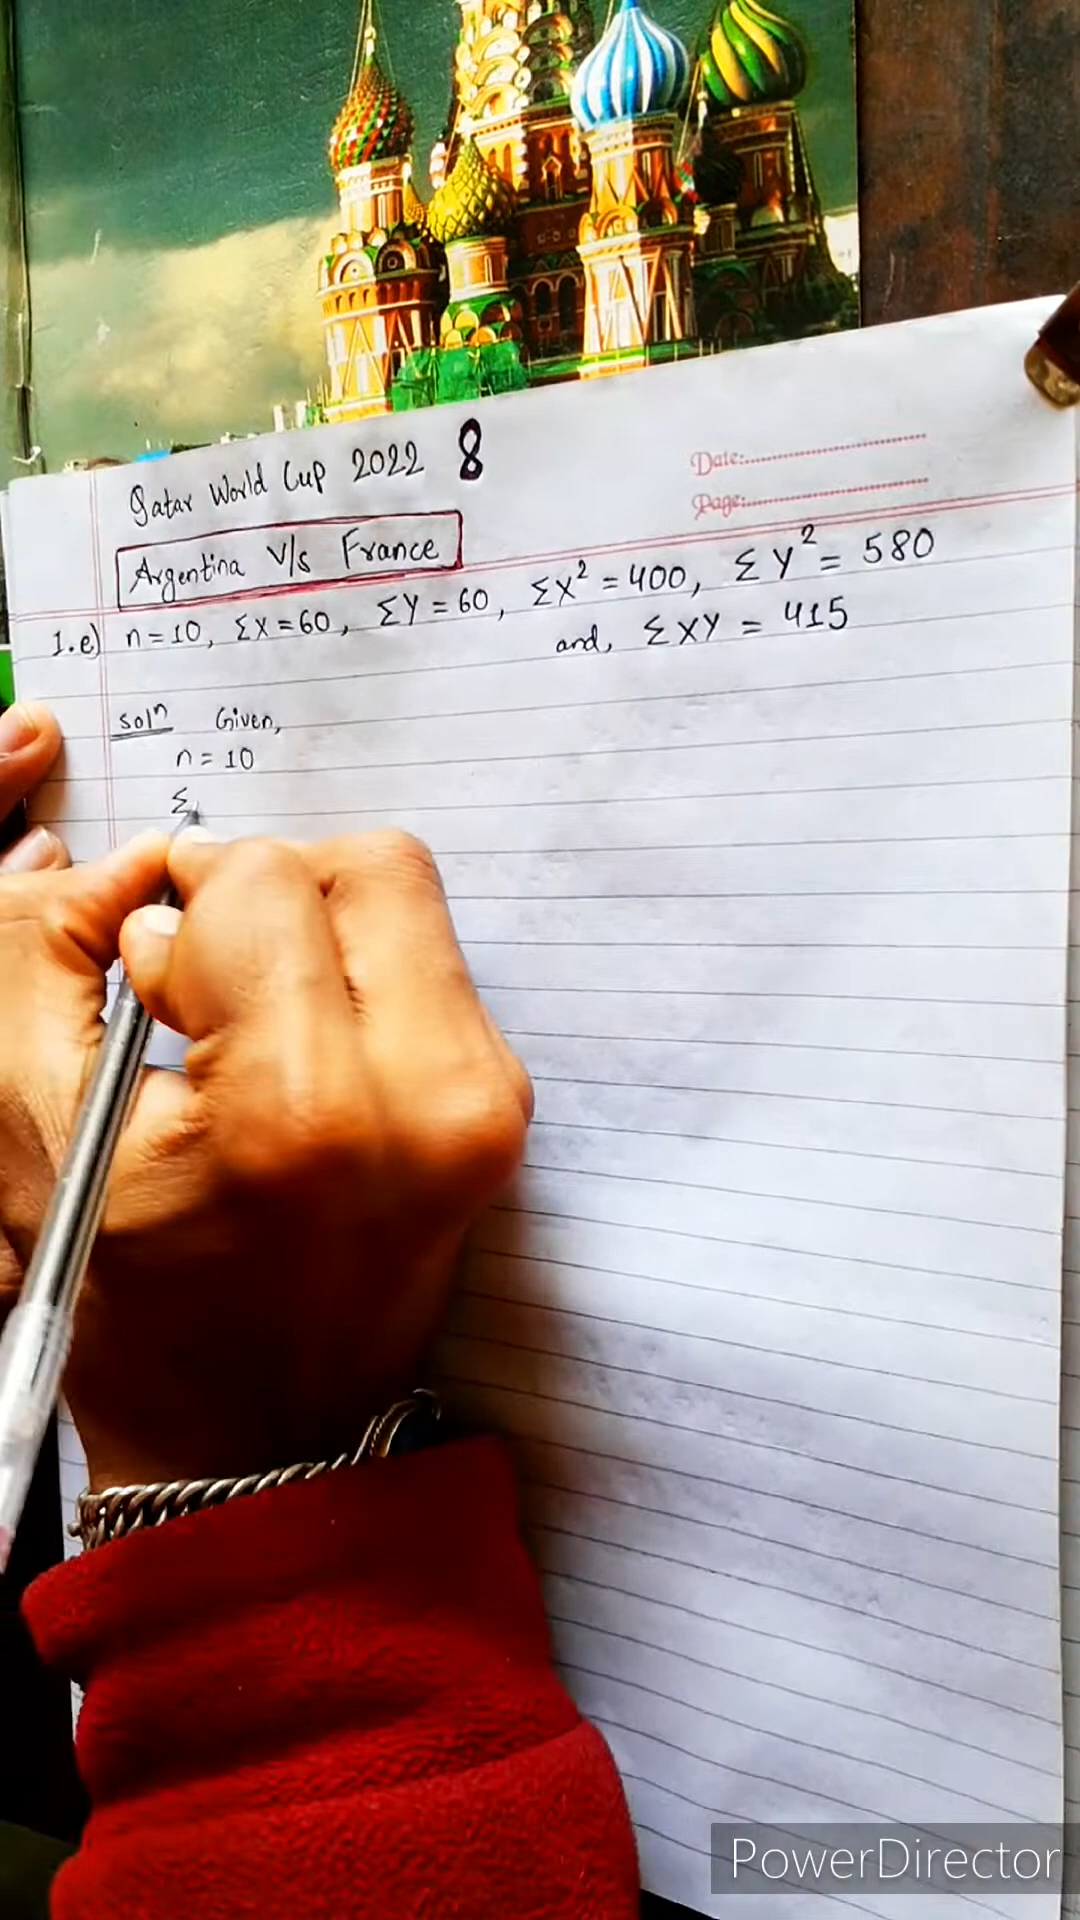 Qatar World Cup 2022 8
Date:
Page:
Argentina V/s France
1.e) n = 10, ΣX = 60, ΣY = 60, ΣX² = 400, ΣY² = 580
and, ΣXY = 415
Solⁿ Given,
n = 10
Σ
PowerDirector